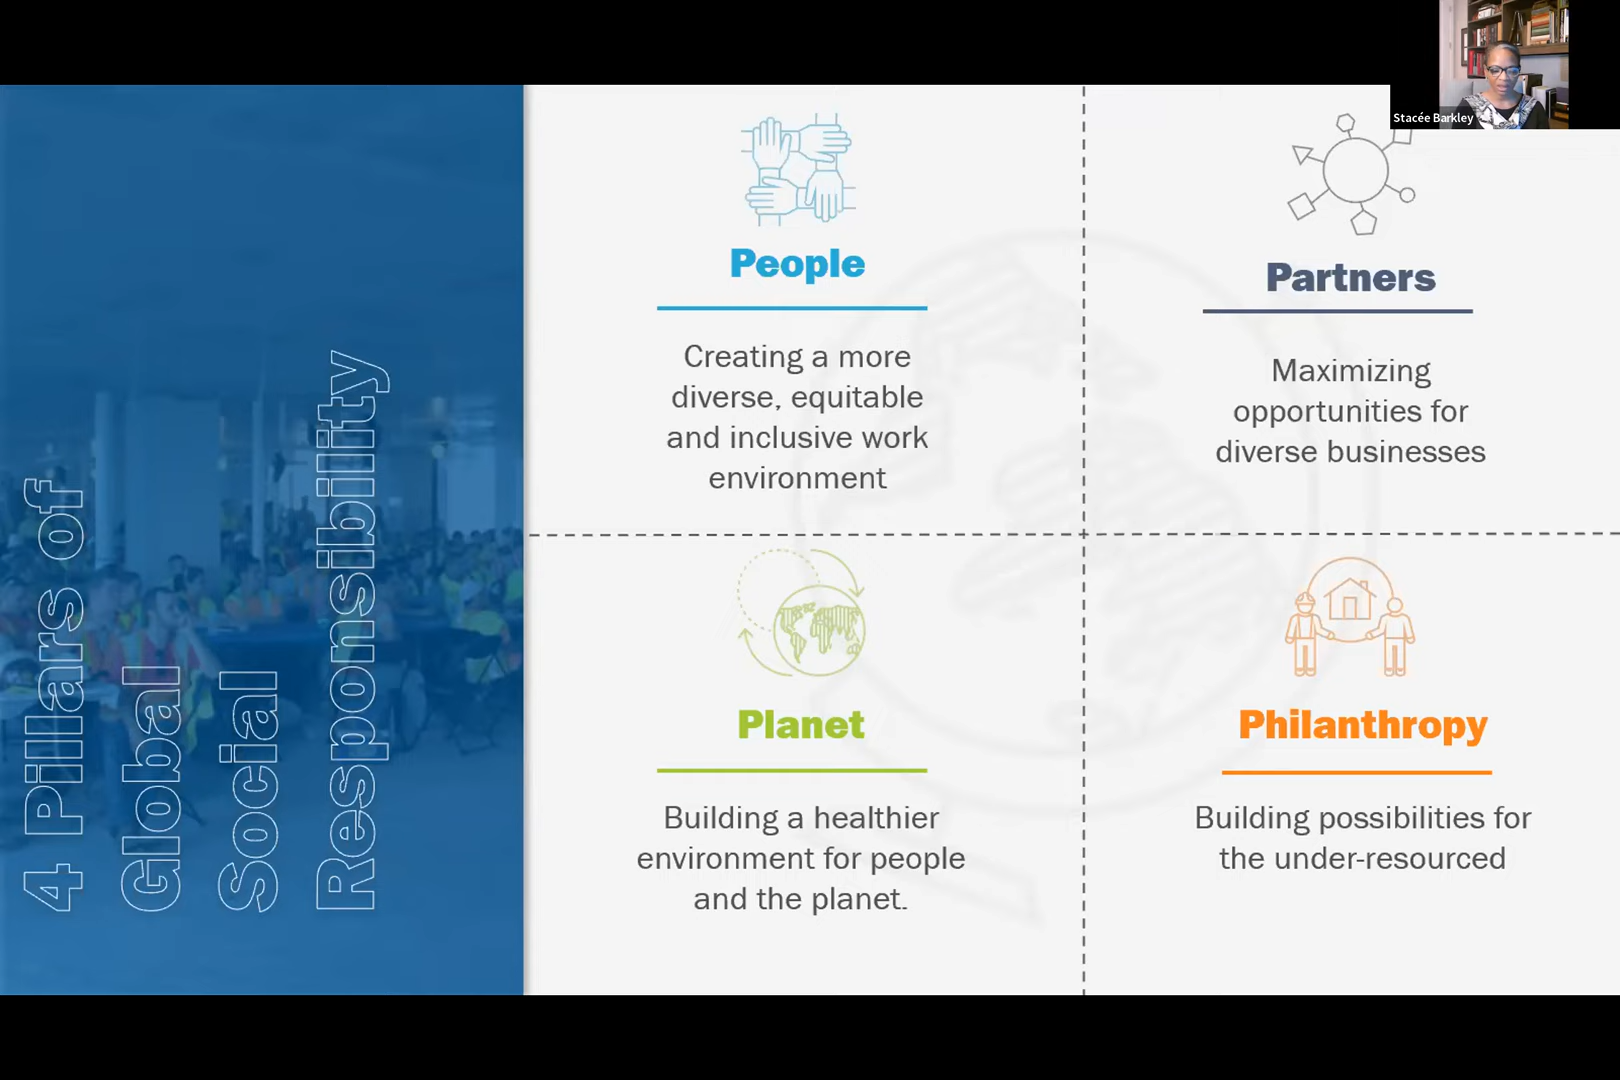 Stacée Barkley
4 Pillars of
Global
Social
Responsibility
People
Creating a more
diverse, equitable
and inclusive work
environment
Partners
Maximizing
opportunities for
diverse businesses
Planet
Building a healthier
environment for people
and the planet.
Philanthropy
Building possibilities for
the under-resourced